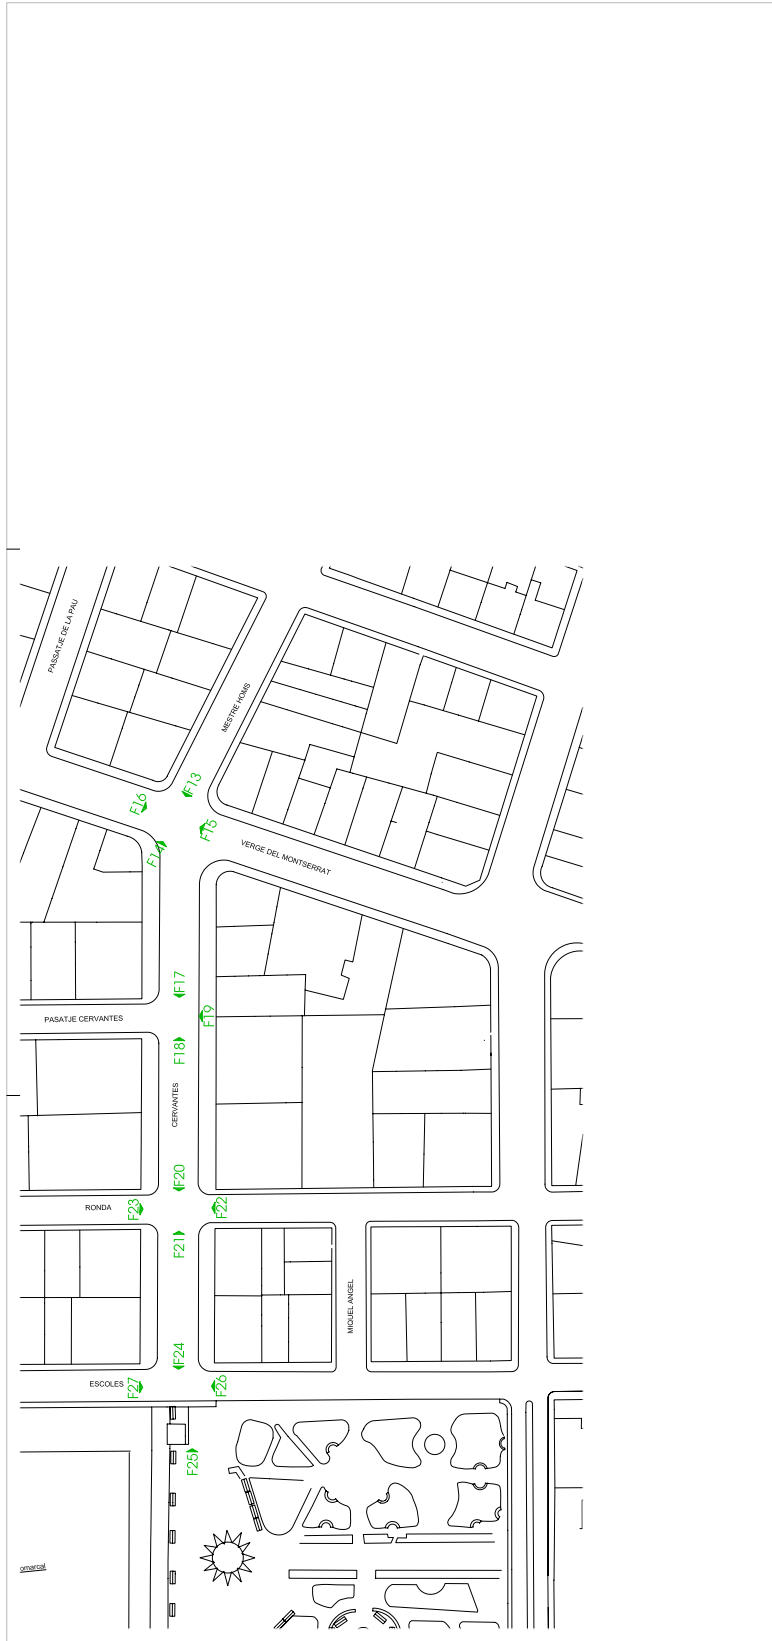 PASSATJE DE LA PAU
MESTRE HOMS
F13
F16
F15
F14
VERGE DEL MONTSERRAT
F17
F19
PASATJE CERVANTES
F18
CERVANTES
F20
F23
F22
RONDA
F21
MIQUEL ANGEL
F24
ESCOLES
F27
F26
F25
omarcal